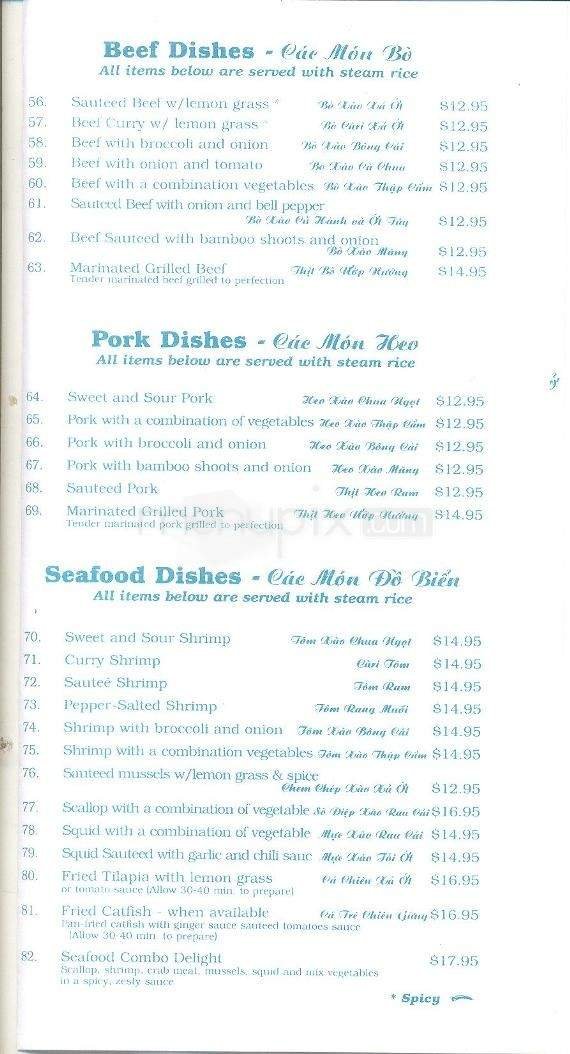 Beef Dishes - Các Món Bò
All items below are served with steam rice
56. Sauteed Beef w/lemon grass * Bò Xào Xả Ớt $12.95
57. Beef Curry w/ lemon grass * Bò Càri Xả Ớt $12.95
58. Beef with broccoli and onion Bò Xào Bông Cải $12.95
59. Beef with onion and tomato Bò Xào Cà Chua $12.95
60. Beef with a combination vegetables Bò Xào Thập Cẩm $12.95
61. Sauteed Beef with onion and bell pepper
Bò Xào Củ Hành và Ớt Tây $12.95
62. Beef Sauteed with bamboo shoots and onion
Bò Xào Măng $12.95
63. Marinated Grilled Beef Thịt Bò Uớp Nướng $14.95
Tender marinated beef grilled to perfection
Pork Dishes - Các Món Heo
All items below are served with steam rice
64. Sweet and Sour Pork Heo Xào Chua Ngọt $12.95
65. Pork with a combination of vegetables Heo Xào Thập Cẩm $12.95
66. Pork with broccoli and onion Heo Xào Bông Cải $12.95
67. Pork with bamboo shoots and onion Heo Xào Măng $12.95
68. Sauteed Pork Thịt Heo Ram $12.95
69. Marinated Grilled Pork Thịt Heo Uớp Nướng $14.95
Tender marinated pork grilled to perfection
menupix.com
Seafood Dishes - Các Món Đồ Biển
All items below are served with steam rice
70. Sweet and Sour Shrimp Tôm Xào Chua Ngọt $14.95
71. Curry Shrimp Càri Tôm $14.95
72. Sauteé Shrimp Tôm Ram $14.95
73. Pepper-Salted Shrimp Tôm Rang Muối $14.95
74. Shrimp with broccoli and onion Tôm Xào Bông Cải $14.95
75. Shrimp with a combination vegetables Tôm Xào Thập Cẩm $14.95
76. Sauteed mussels w/lemon grass & spice
Chem Chép Xào Xả Ớt $12.95
77. Scallop with a combination of vegetable Sò Điệp Xào Rau Cải $16.95
78. Squid with a combination of vegetable Mực Xào Rau Cải $14.95
79. Squid Sauteed with garlic and chili sauc Mực Xào Tỏi Ớt $14.95
80. Fried Tilapia with lemon grass Cá Chiên Xả Ớt $16.95
or tomato sauce (Allow 30-40 min. to prepare)
81. Fried Catfish - when available Cá Trê Chiên Gừng $16.95
Pan-fried catfish with ginger sauce sauteed tomatoes sauce
(Allow 30-40 min. to prepare)
82. Seafood Combo Delight $17.95
Scallop, shrimp, crab meat, mussels, squid and mix vegetables
in a spicy, zesty sauce
* Spicy